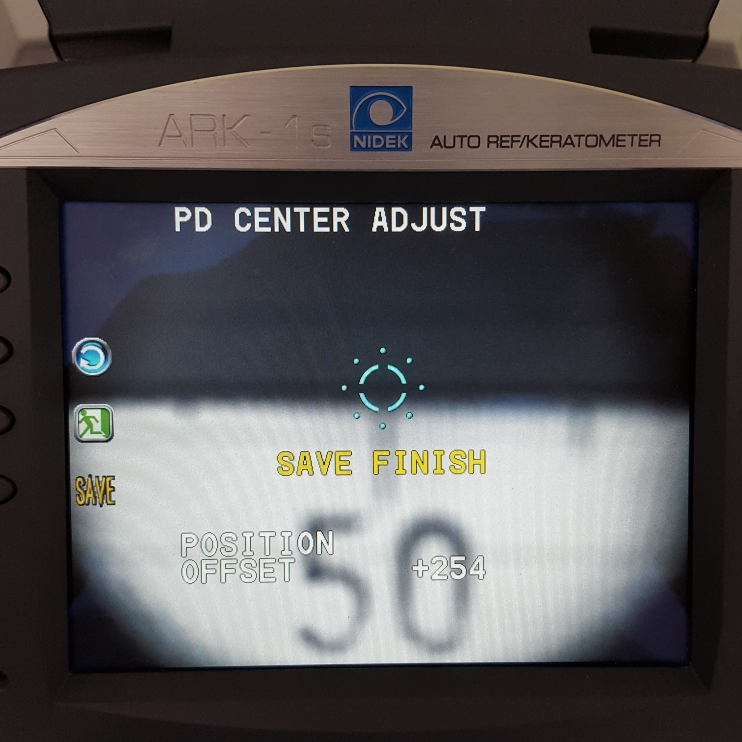 ARK-1s NIDEK AUTO REF/KERATOMETER
PD CENTER ADJUST
SAVE FINISH
SAVE
POSITION
OFFSET +254
50